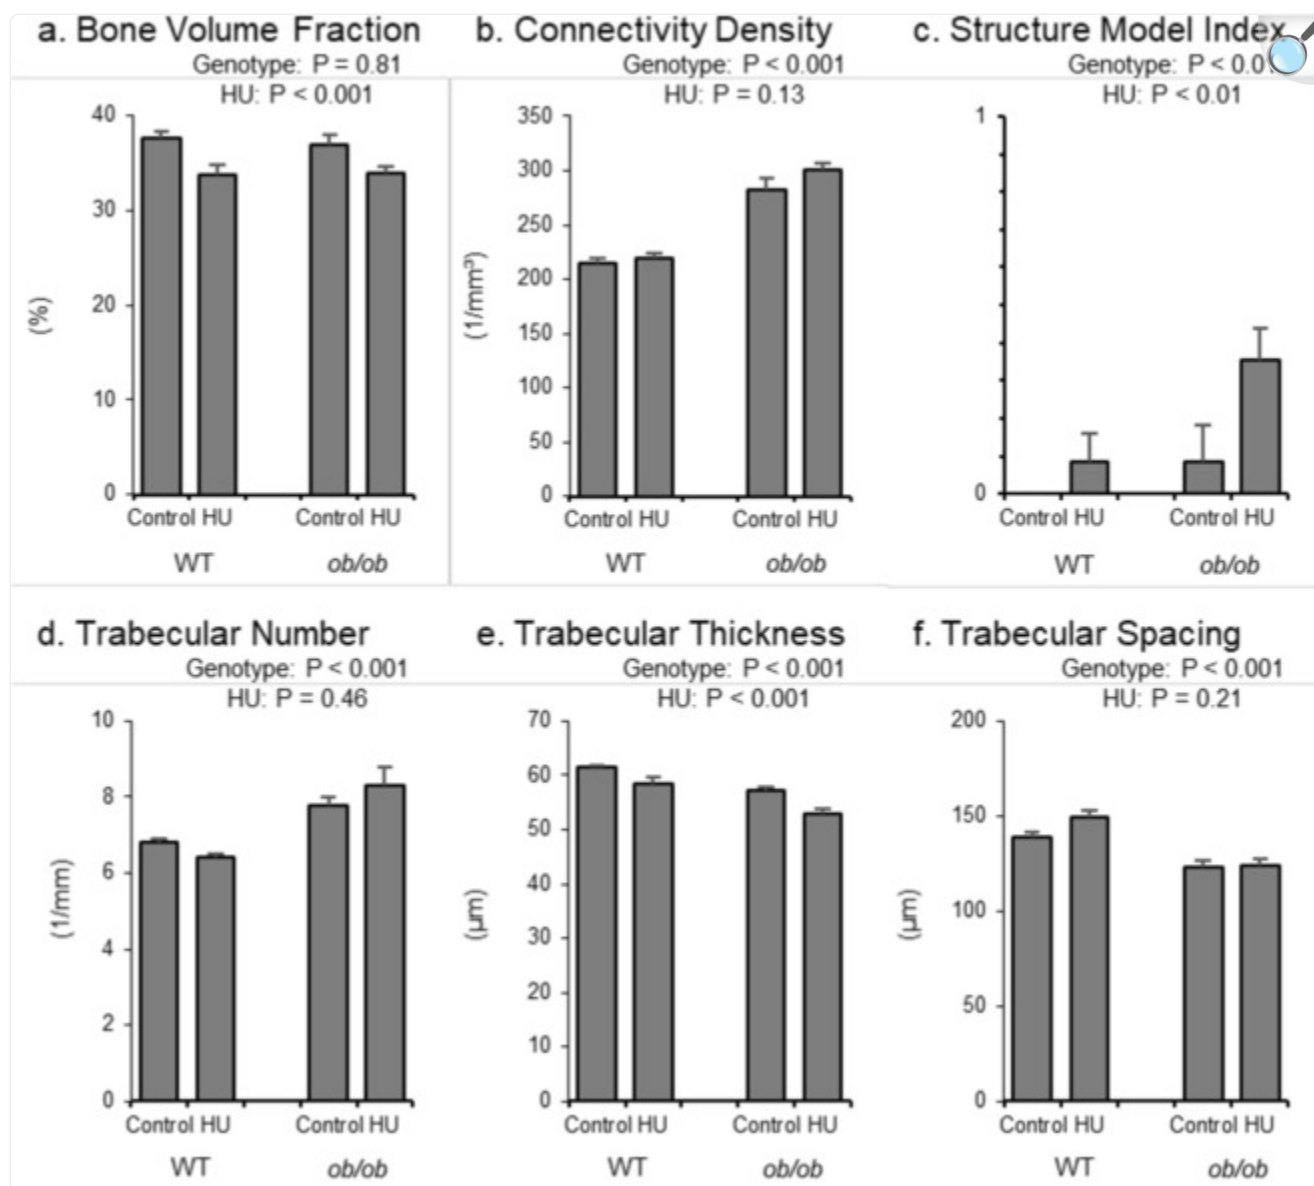 a. Bone Volume Fraction
Genotype: P = 0.81
HU: P < 0.001
40
30
20
10
0
(%)
Control HU
Control HU
WT
ob/ob
b. Connectivity Density
Genotype: P < 0.001
HU: P = 0.13
350
300
250
200
150
100
50
0
(1/mm³)
Control HU
Control HU
WT
ob/ob
c. Structure Model Index
Genotype: P <
HU: P < 0.01
1
0
Control HU
Control HU
WT
ob/ob
d. Trabecular Number
Genotype: P < 0.001
HU: P = 0.46
10
8
6
4
2
0
(1/mm)
Control HU
Control HU
WT
ob/ob
e. Trabecular Thickness
Genotype: P < 0.001
HU: P < 0.001
70
60
50
40
30
20
10
0
(µm)
Control HU
Control HU
WT
ob/ob
f. Trabecular Spacing
Genotype: P < 0.001
HU: P = 0.21
200
150
100
50
0
(µm)
Control HU
Control HU
WT
ob/ob